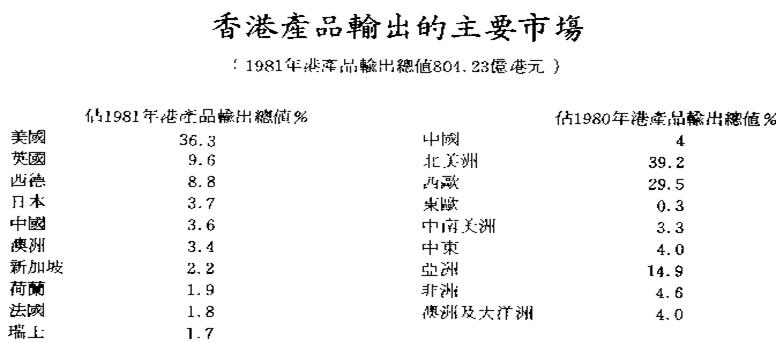 香港產品輸出的主要市塲
（1981年港產品輸出總值804.23億港元）
佔1981年港產品輸出總值%
美國 36.3
英國 9.6
西德 8.8
日本 3.7
中國 3.6
澳洲 3.4
新加坡 2.2
荷蘭 1.9
法國 1.8
瑞士 1.7
佔1980年港產品輸出總值%
中國 4
北美洲 39.2
西歐 29.5
東歐 0.3
中南美洲 3.3
中東 4.0
亞洲 14.9
非洲 4.6
澳洲及大洋洲 4.0